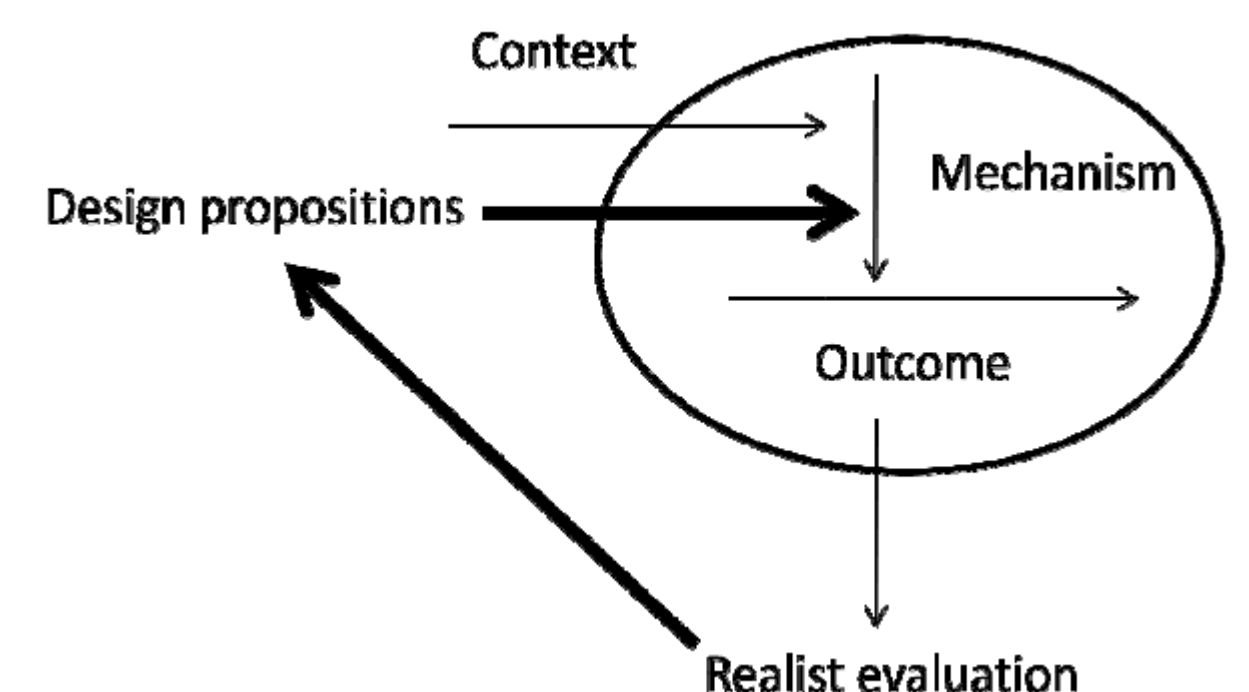 Context
Mechanism
Design propositions
Outcome
Realist evaluation